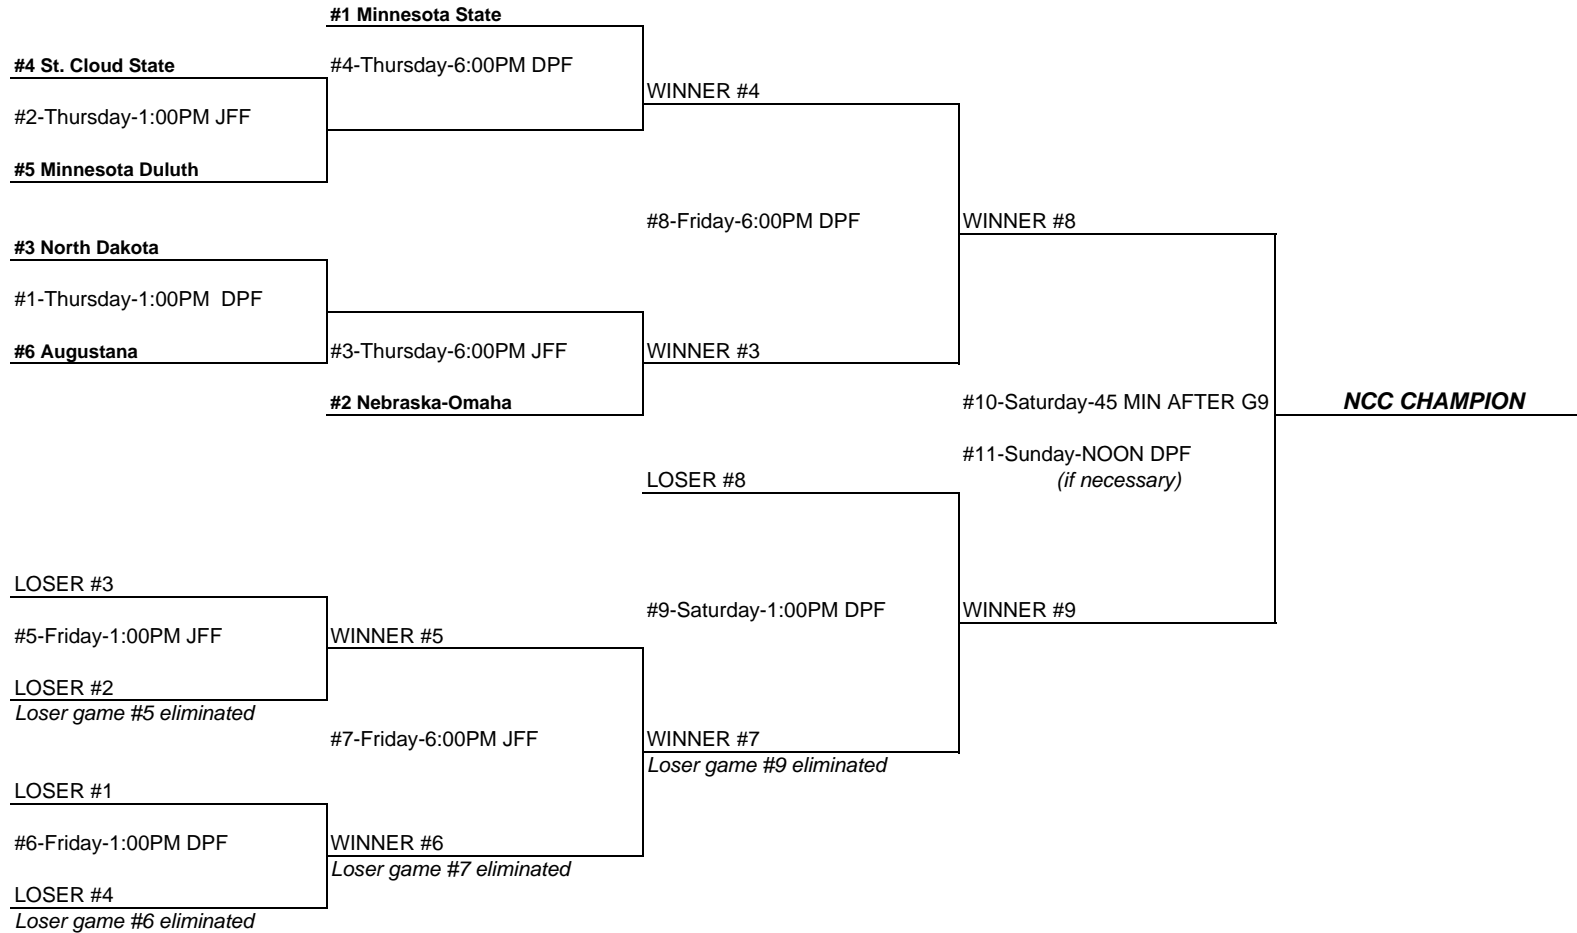 #1 Minnesota State
#4 St. Cloud State
#4-Thursday-6:00PM DPF
WINNER #4
#2-Thursday-1:00PM JFF
#5 Minnesota Duluth
#8-Friday-6:00PM DPF
WINNER #8
#3 North Dakota
#1-Thursday-1:00PM  DPF
#6 Augustana
#3-Thursday-6:00PM JFF
WINNER #3
#2 Nebraska-Omaha
#10-Saturday-45 MIN AFTER G9
NCC CHAMPION
#11-Sunday-NOON DPF
(if necessary)
LOSER #8
LOSER #3
#9-Saturday-1:00PM DPF
WINNER #9
#5-Friday-1:00PM JFF
WINNER #5
LOSER #2
Loser game #5 eliminated
#7-Friday-6:00PM JFF
WINNER #7
Loser game #9 eliminated
LOSER #1
#6-Friday-1:00PM DPF
WINNER #6
Loser game #7 eliminated
LOSER #4
Loser game #6 eliminated